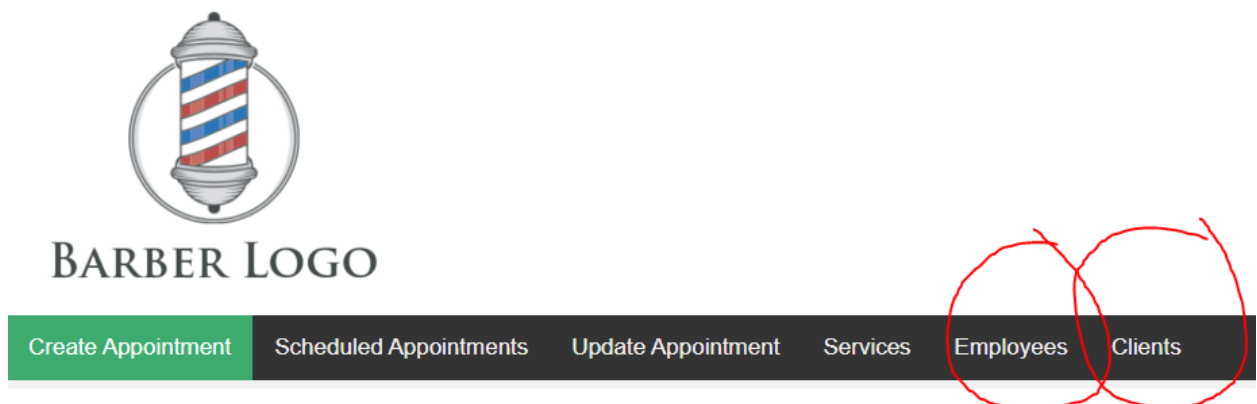 BARBER LOGO
Create Appointment Scheduled Appointments Update Appointment Services Employees Clients